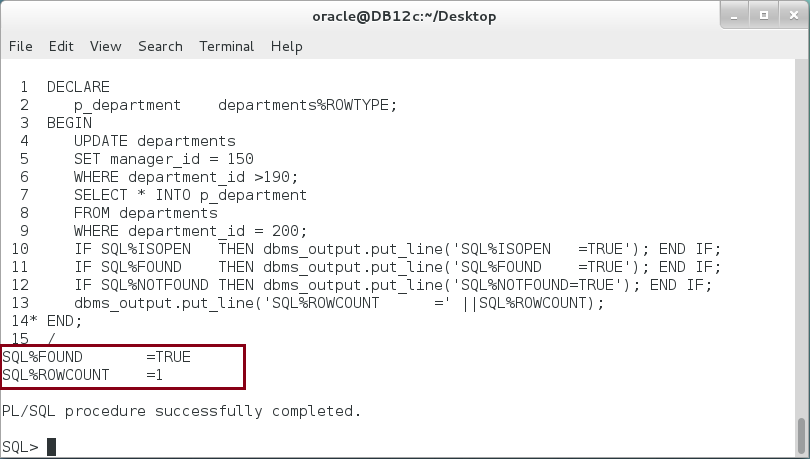 oracle@DB12c:~/Desktop
File Edit View Search Terminal Help
1 DECLARE
2 p_department departments%ROWTYPE;
3 BEGIN
4 UPDATE departments
5 SET manager_id = 150
6 WHERE department_id >190;
7 SELECT * INTO p_department
8 FROM departments
9 WHERE department_id = 200;
10 IF SQL%ISOPEN THEN dbms_output.put_line('SQL%ISOPEN =TRUE'); END IF;
11 IF SQL%FOUND THEN dbms_output.put_line('SQL%FOUND =TRUE'); END IF;
12 IF SQL%NOTFOUND THEN dbms_output.put_line('SQL%NOTFOUND=TRUE'); END IF;
13 dbms_output.put_line('SQL%ROWCOUNT =' ||SQL%ROWCOUNT);
14* END;
15 /
SQL%FOUND =TRUE
SQL%ROWCOUNT =1
PL/SQL procedure successfully completed.
SQL>